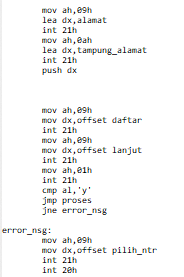 mov ah,09h
lea dx,alamat
int 21h
mov ah,0ah
lea dx,tampung_alamat
int 21h
push dx
mov ah,09h
mov dx,offset daftar
int 21h
mov ah,09h
mov dx,offset lanjut
int 21h
mov ah,01h
int 21h
cmp al,'y'
jmp proses
jne error_nsg
error_nsg:
mov ah,09h
mov dx,offset pilih_ntr
int 21h
int 20h